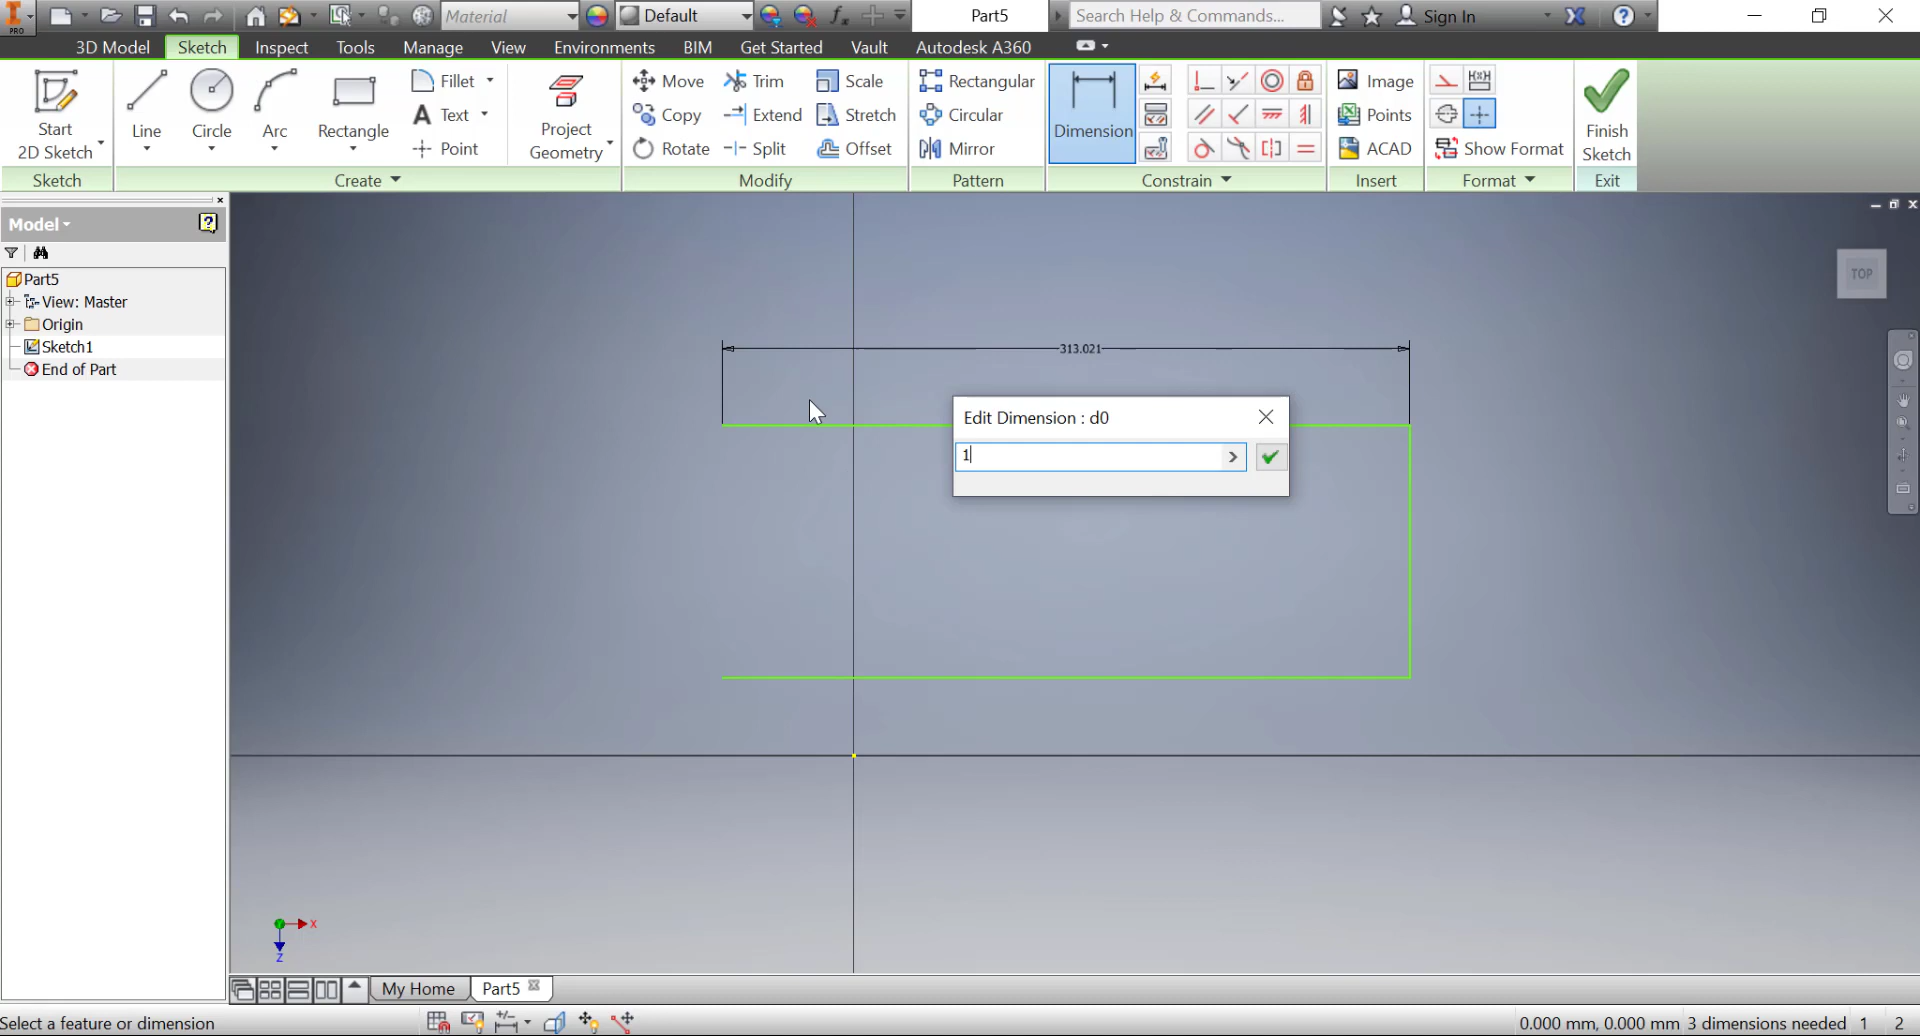 PRO
Material
Default
Part5
Search Help & Commands...
Sign In
3D Model
Sketch
Inspect
Tools
Manage
View
Environments
BIM
Get Started
Vault
Autodesk A360
Start
2D Sketch
Line
Circle
Arc
Rectangle
Fillet
Text
Point
Project
Geometry
Move
Copy
Rotate
Trim
Extend
Split
Scale
Stretch
Offset
Rectangular
Circular
Mirror
Dimension
Image
Points
ACAD
Show Format
Finish
Sketch
Sketch
Create
Modify
Pattern
Constrain
Insert
Format
Exit
Model
Part5
View: Master
Origin
Sketch1
End of Part
TOP
313.021
Edit Dimension : d0
1
X
Z
My Home
Part5
Select a feature or dimension
0.000 mm, 0.000 mm 3 dimensions needed 1 2